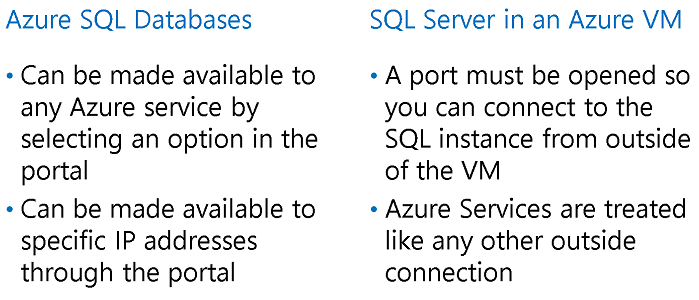 Azure SQL Databases
• Can be made available to
any Azure service by
selecting an option in the
portal
• Can be made available to
specific IP addresses
through the portal
SQL Server in an Azure VM
• A port must be opened so
you can connect to the
SQL instance from outside
of the VM
• Azure Services are treated
like any other outside
connection